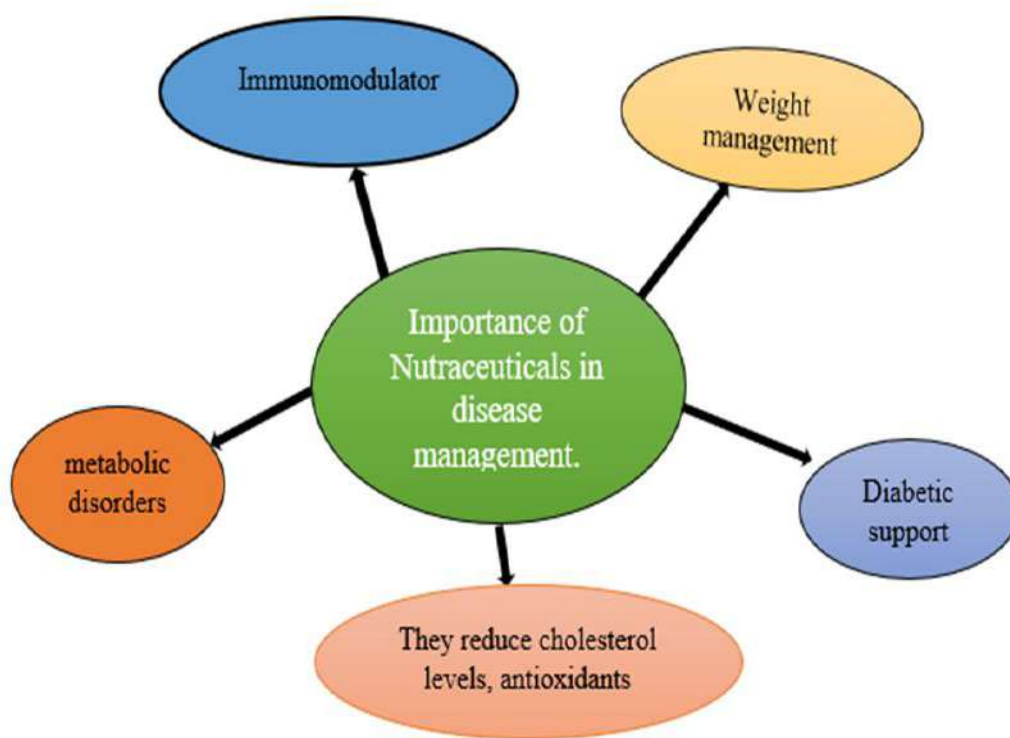 Immunomodulator
Weight
management
Importance of
Nutraceuticals in
disease
management.
metabolic
disorders
Diabetic
support
They reduce cholesterol
levels, antioxidants